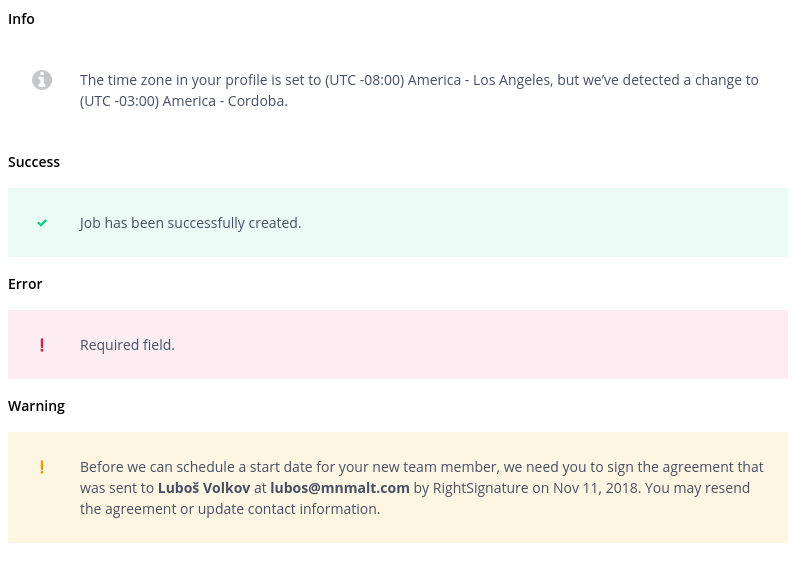 Info
The time zone in your profile is set to (UTC -08:00) America - Los Angeles, but we’ve detected a change to
(UTC -03:00) America - Cordoba.
Success
Job has been successfully created.
Error
Required field.
Warning
Before we can schedule a start date for your new team member, we need you to sign the agreement that
was sent to Luboš Volkov at lubos@mnmalt.com by RightSignature on Nov 11, 2018. You may resend
the agreement or update contact information.